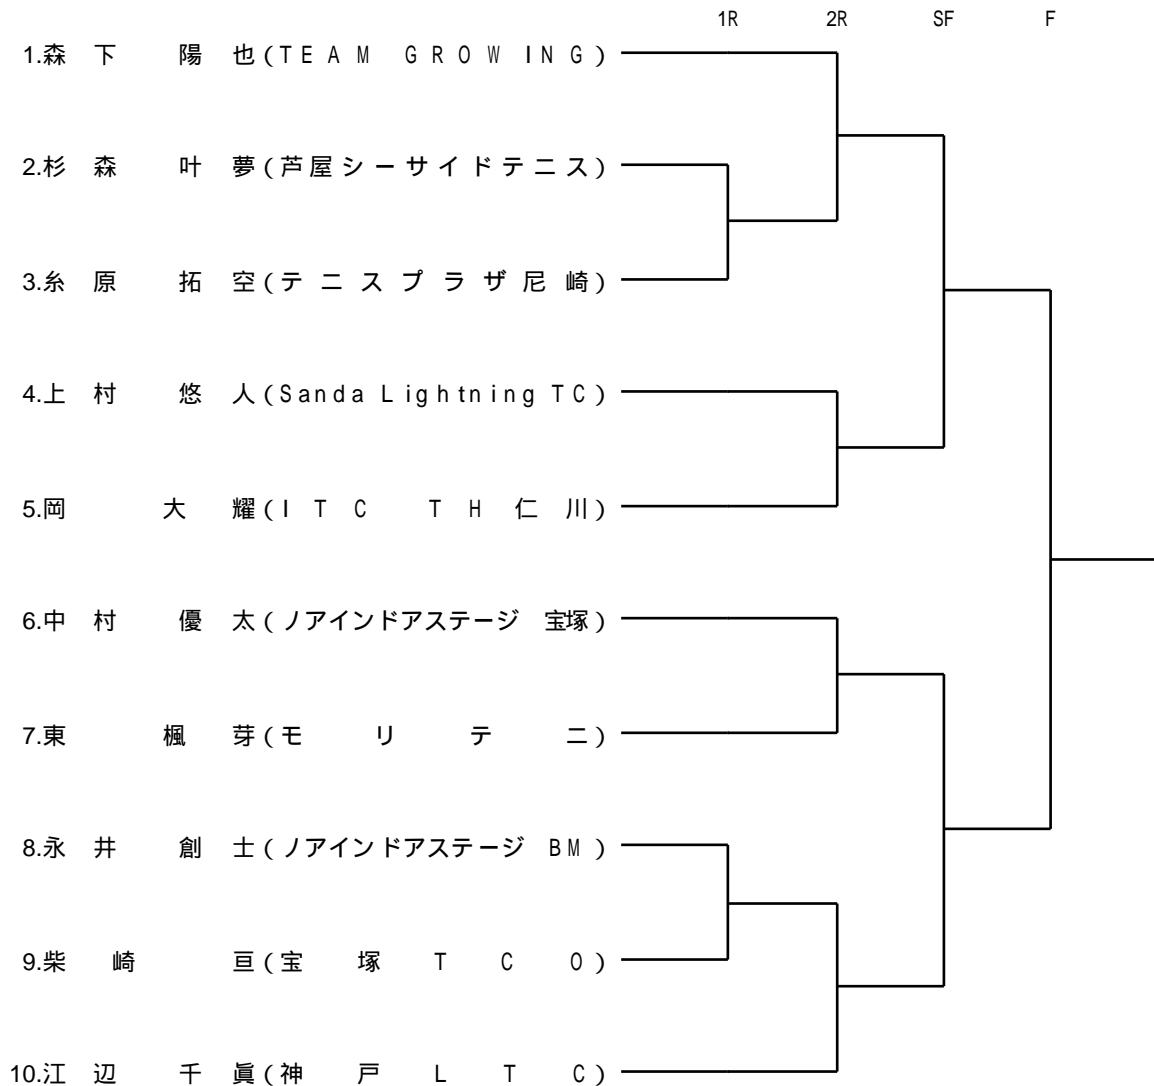 1R 2R SF F
1.森下 陽也(TEAM GROWING)
2.杉森 叶夢(芦屋シーサイドテニス)
3.糸原 拓空(テニスプラザ尼崎)
4.上村 悠人(Sanda Lightning TC)
5.岡 大耀(ITC TH仁川)
6.中村 優太(ノアインドアステージ 宝塚)
7.東 楓芽(モリテニ)
8.永井 創士(ノアインドアステージ BM)
9.柴崎 亘(宝塚TCO)
10.江辺 千眞(神戸LTC)